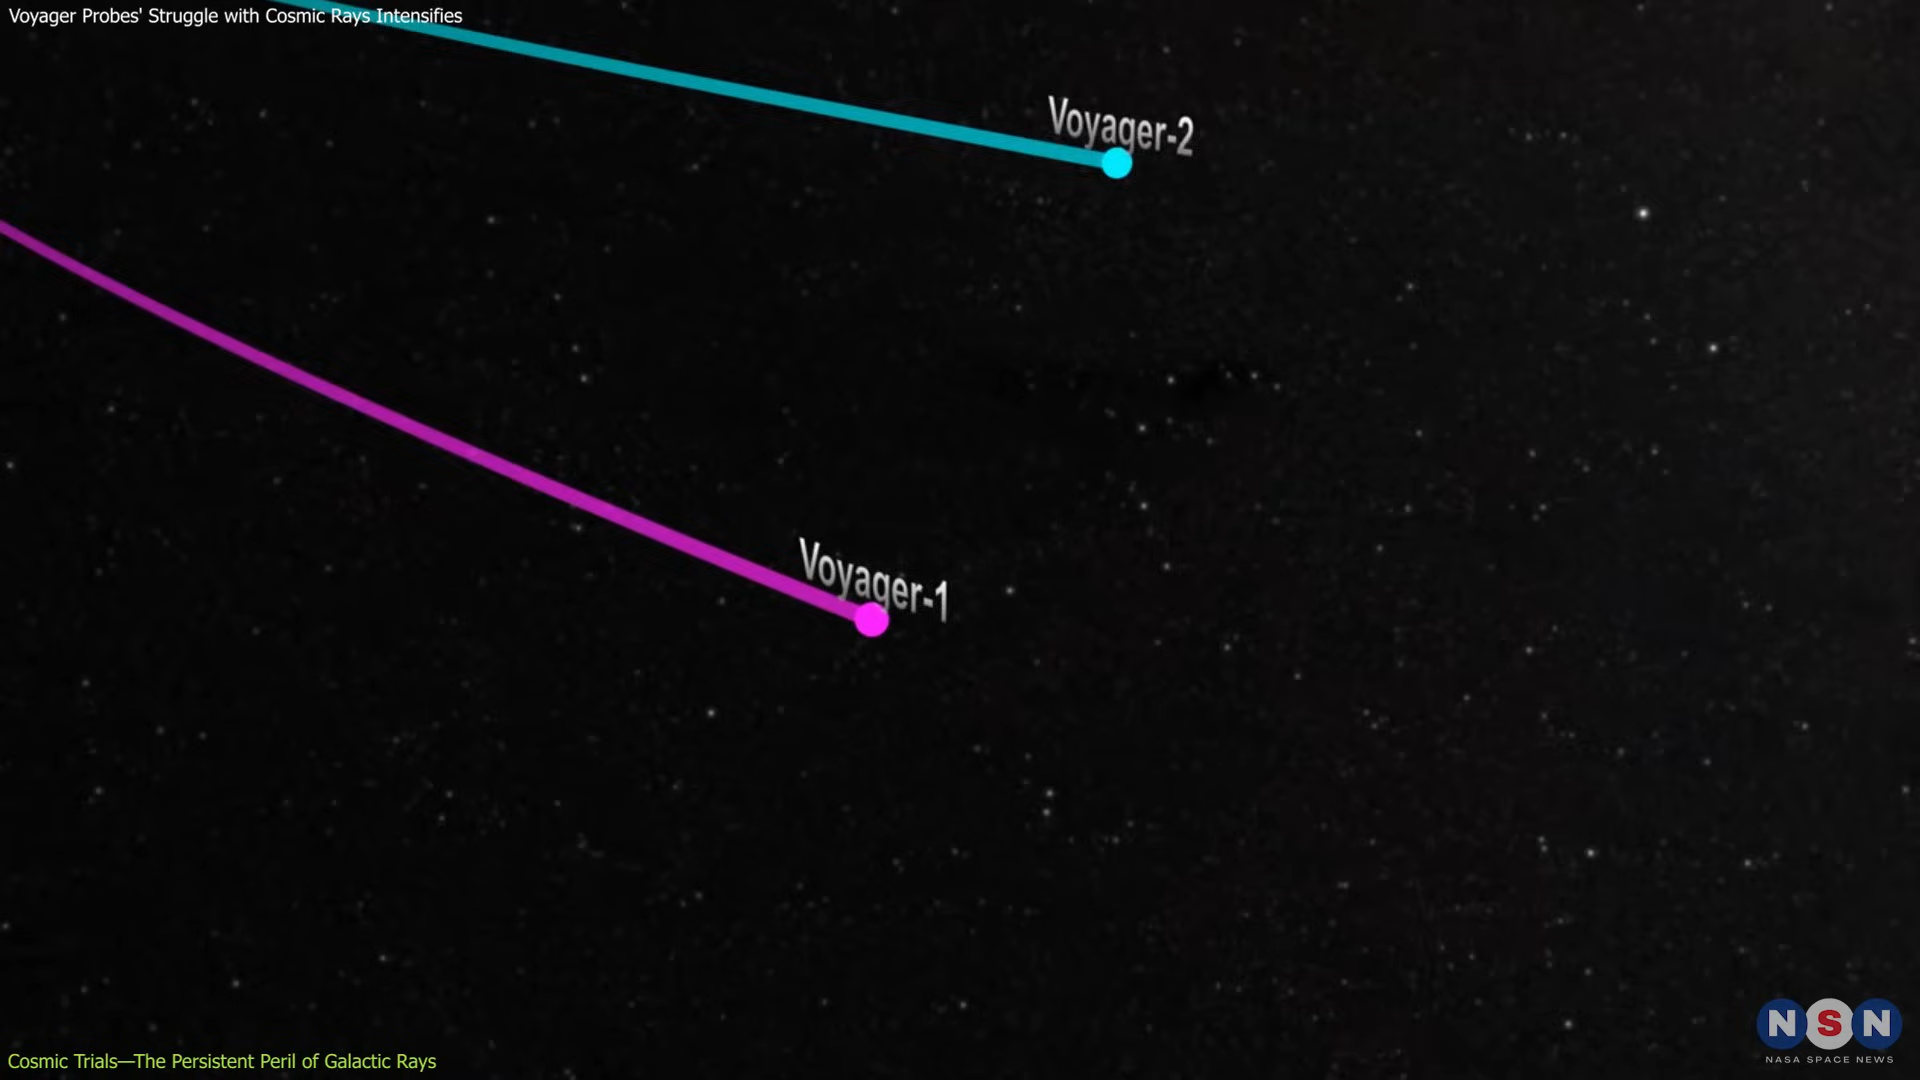 Voyager Probes' Struggle with Cosmic Rays Intensifies
Voyager-2
Voyager-1
NSN
NASA SPACE NEWS
Cosmic Trials—The Persistent Peril of Galactic Rays